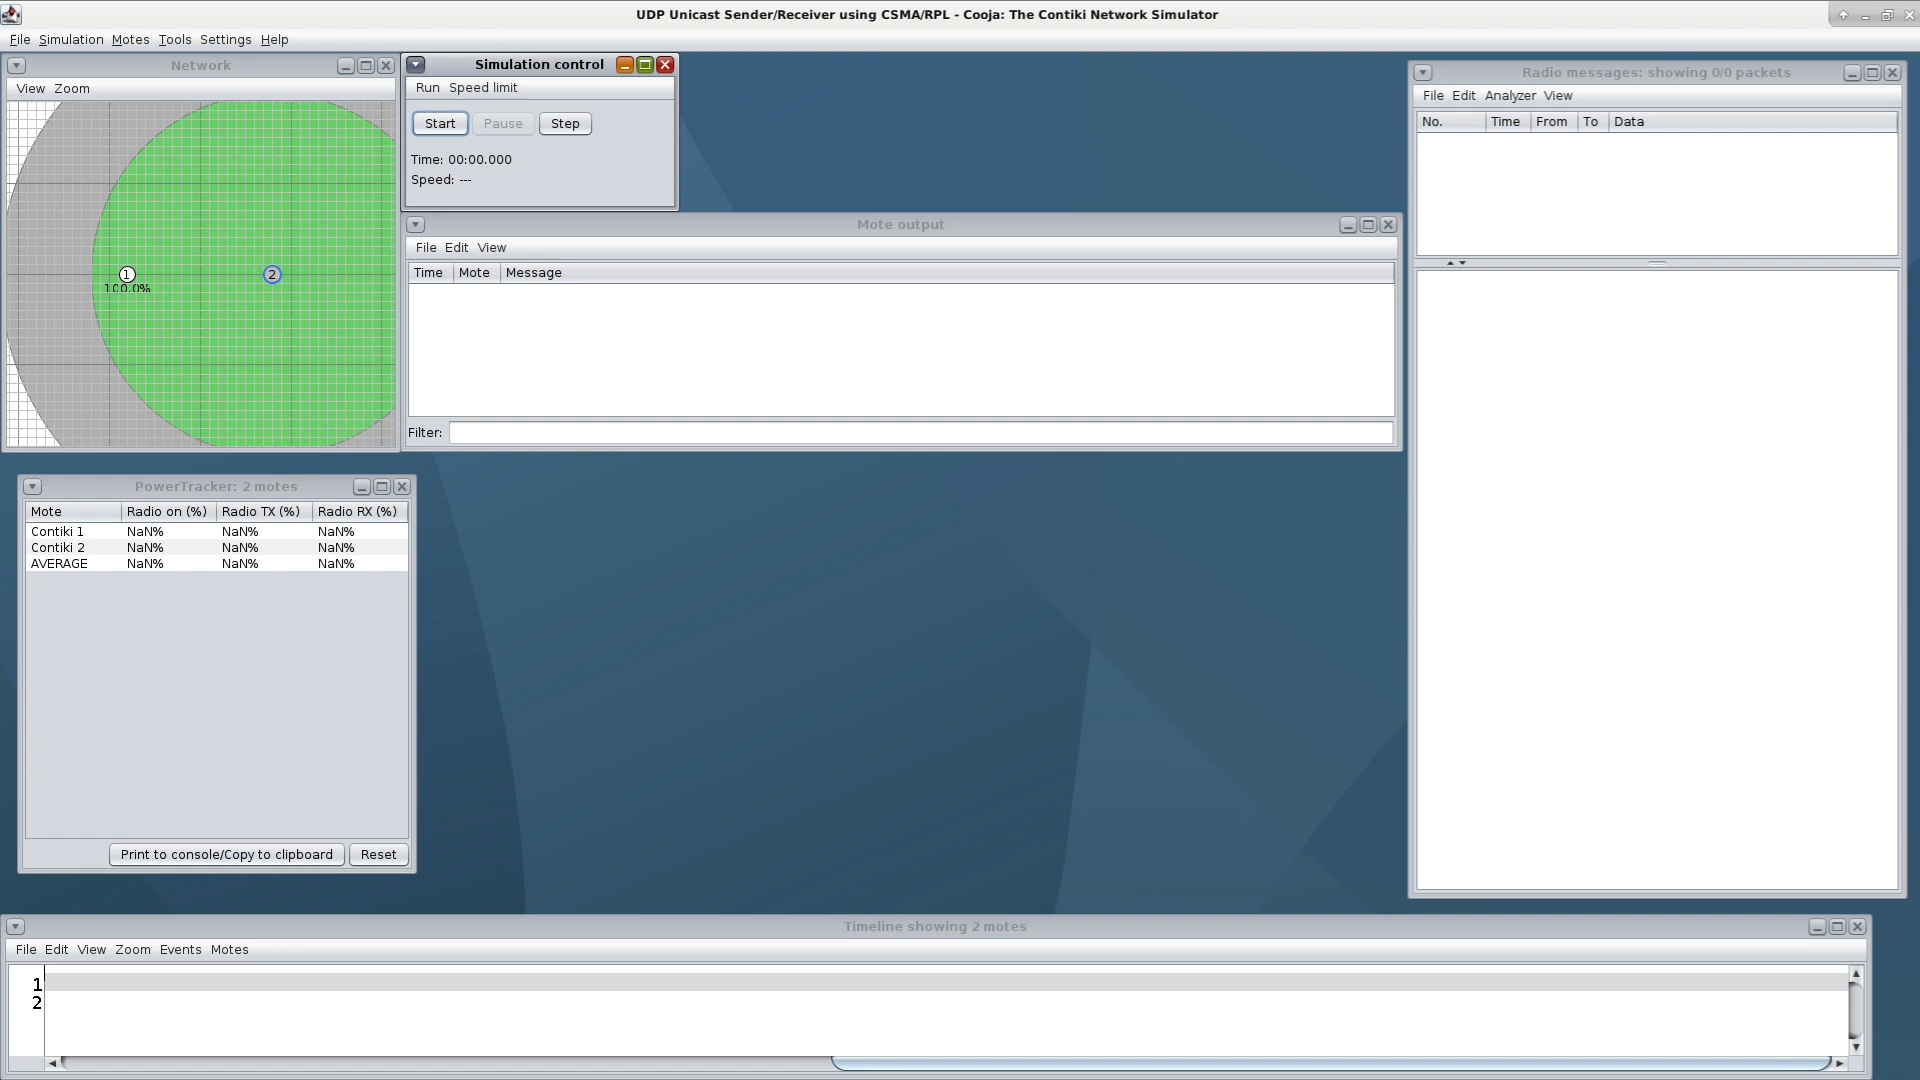 UDP Unicast Sender/Receiver using CSMA/RPL - Cooja: The Contiki Network Simulator
File Simulation Motes Tools Settings Help
Network
View Zoom
1
100.0%
2
Simulation control
Run Speed limit
Start Pause Step
Time: 00:00.000
Speed: ---
Mote output
File Edit View
Time Mote Message
Filter:
Radio messages: showing 0/0 packets
File Edit Analyzer View
No. Time From To Data
PowerTracker: 2 motes
Mote Radio on (%) Radio TX (%) Radio RX (%)
Contiki 1 NaN% NaN% NaN%
Contiki 2 NaN% NaN% NaN%
AVERAGE NaN% NaN% NaN%
Print to console/Copy to clipboard Reset
Timeline showing 2 motes
File Edit View Zoom Events Motes
1
2